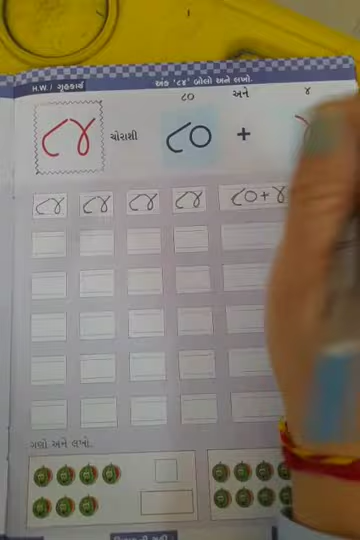 H.W./ ગૃહકાર્ય અંક '૮૪' બોલો અને લખો.
૮૦ અને ૪
૮૪ ચોરાશી ૮૦ +
૮૪ ૮૪ ૮૪ ૮૪ ૮૦+૪
ગણો અને લખો.